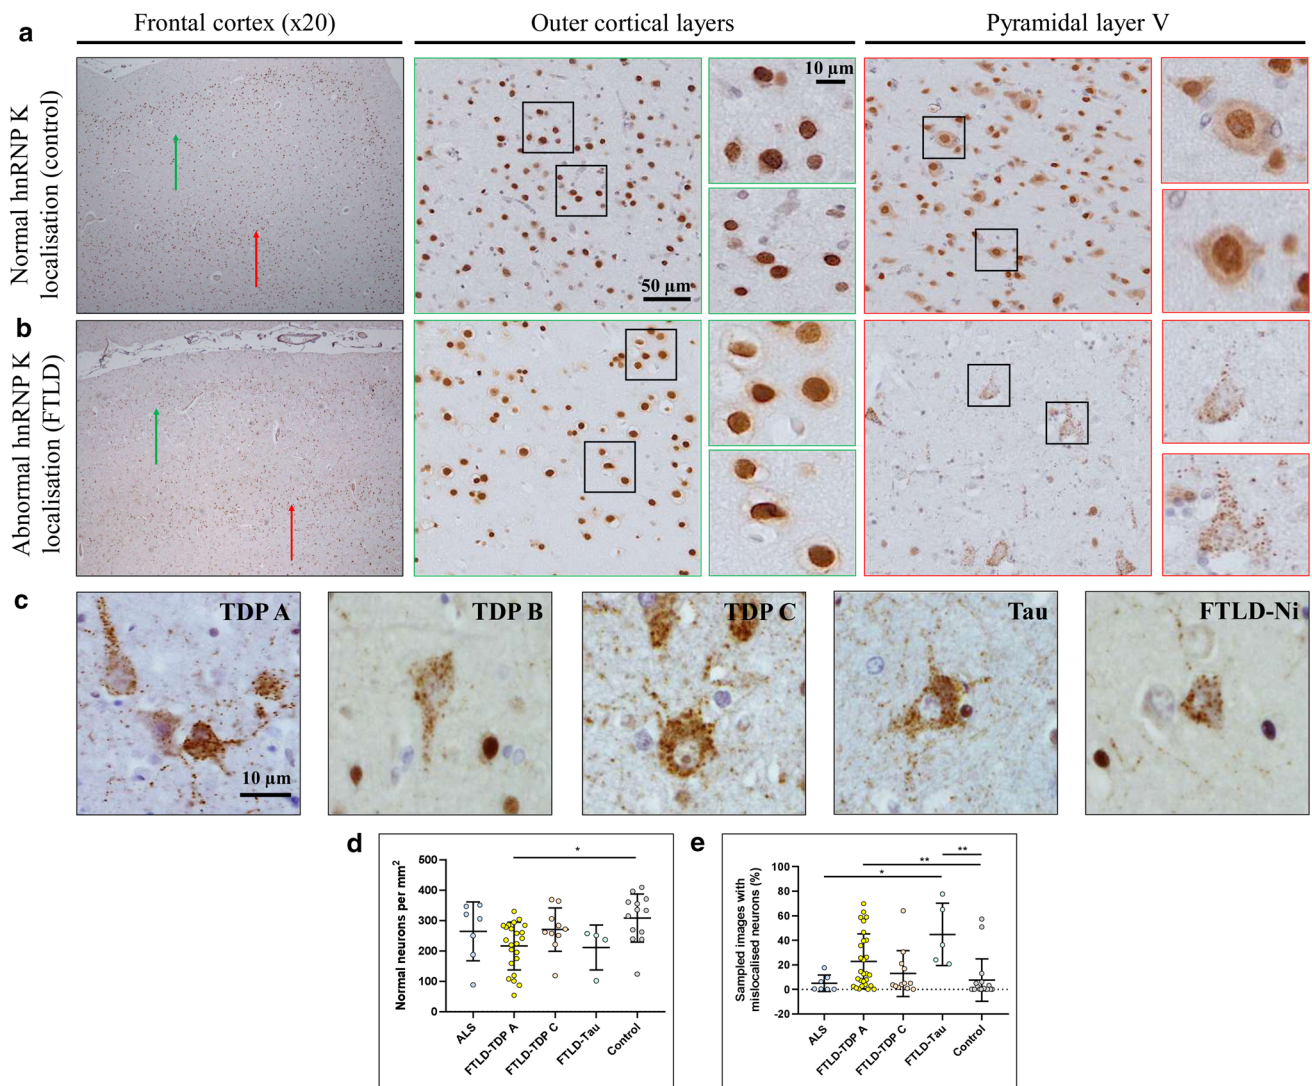 a
Frontal cortex (x20)
Outer cortical layers
Pyramidal layer V
Normal hnRNP K
localisation (control)
10 µm
50 µm
b
Abnormal hnRNP K
localisation (FTLD)
c
TDP A
10 µm
TDP B
TDP C
Tau
FTLD-Ni
d
Normal neurons per mm2
500
400
300
200
100
0
*
ALS
FTLD-TDP A
FTLD-TDP C
FTLD-Tau
Control
e
Sampled images with
mislocalised neurons (%)
100
80
60
40
20
0
-20
**
**
*
ALS
FTLD-TDP A
FTLD-TDP C
FTLD-Tau
Control